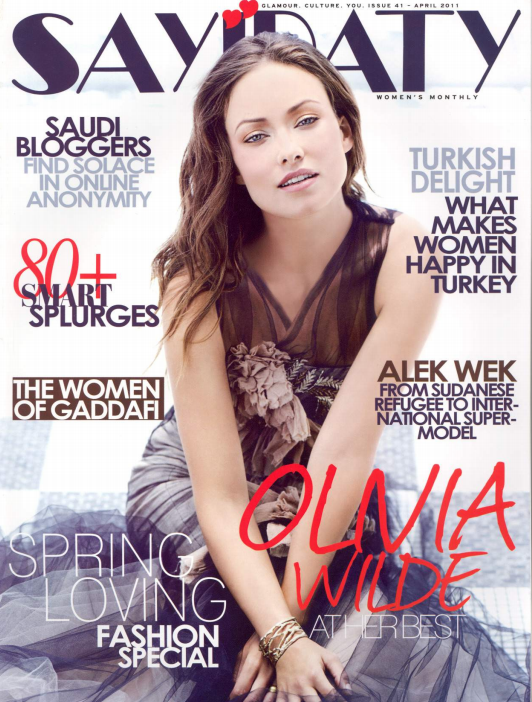 GLAMOUR. CULTURE. YOU. ISSUE 41 – APRIL 2011
SAYIDATY
WOMEN'S MONTHLY
SAUDI
BLOGGERS
FIND SOLACE
IN ONLINE
ANONYMITY
80+
SMART
SPLURGES
THE WOMEN
OF GADDAFI
TURKISH
DELIGHT
WHAT
MAKES
WOMEN
HAPPY IN
TURKEY
ALEK WEK
FROM SUDANESE
REFUGEE TO INTER-
NATIONAL SUPER-
MODEL
OLIVIA
WILDE
AT HER BEST
SPRING
LOVING
FASHION
SPECIAL